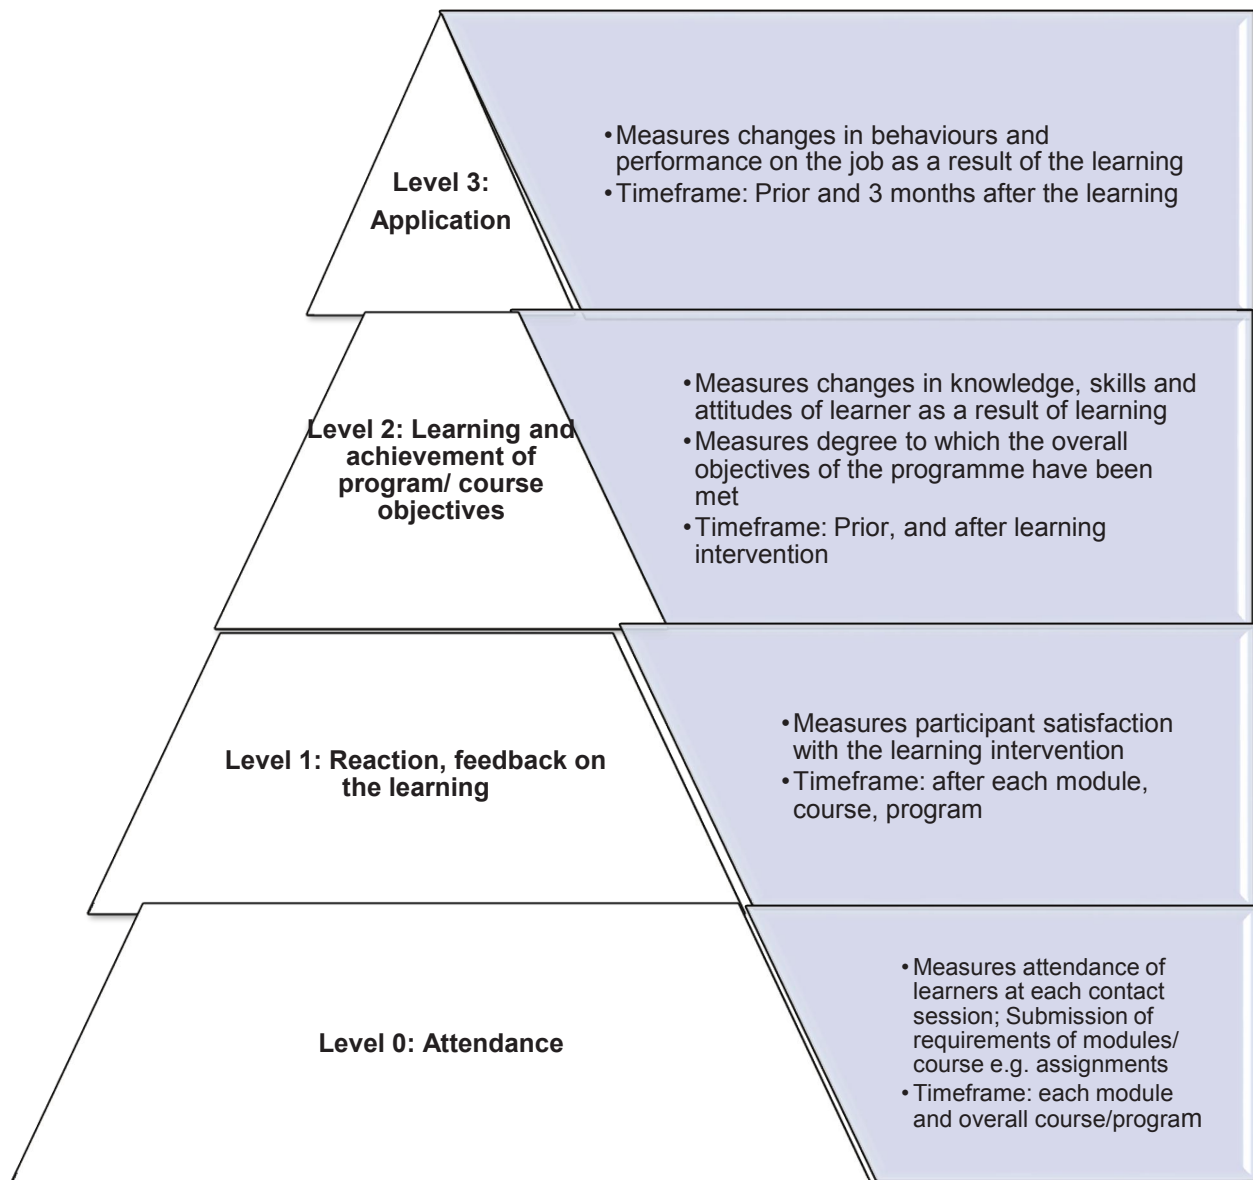 Level 3:
Application
•Measures changes in behaviours and
performance on the job as a result of the learning
•Timeframe: Prior and 3 months after the learning
Level 2: Learning and
achievement of
program/ course
objectives
•Measures changes in knowledge, skills and
attitudes of learner as a result of learning
•Measures degree to which the overall
objectives of the programme have been
met
•Timeframe: Prior, and after learning
intervention
Level 1: Reaction, feedback on
the learning
•Measures participant satisfaction
with the learning intervention
•Timeframe: after each module,
course, program
Level 0: Attendance
•Measures attendance of
learners at each contact
session; Submission of
requirements of modules/
course e.g. assignments
•Timeframe: each module
and overall course/program